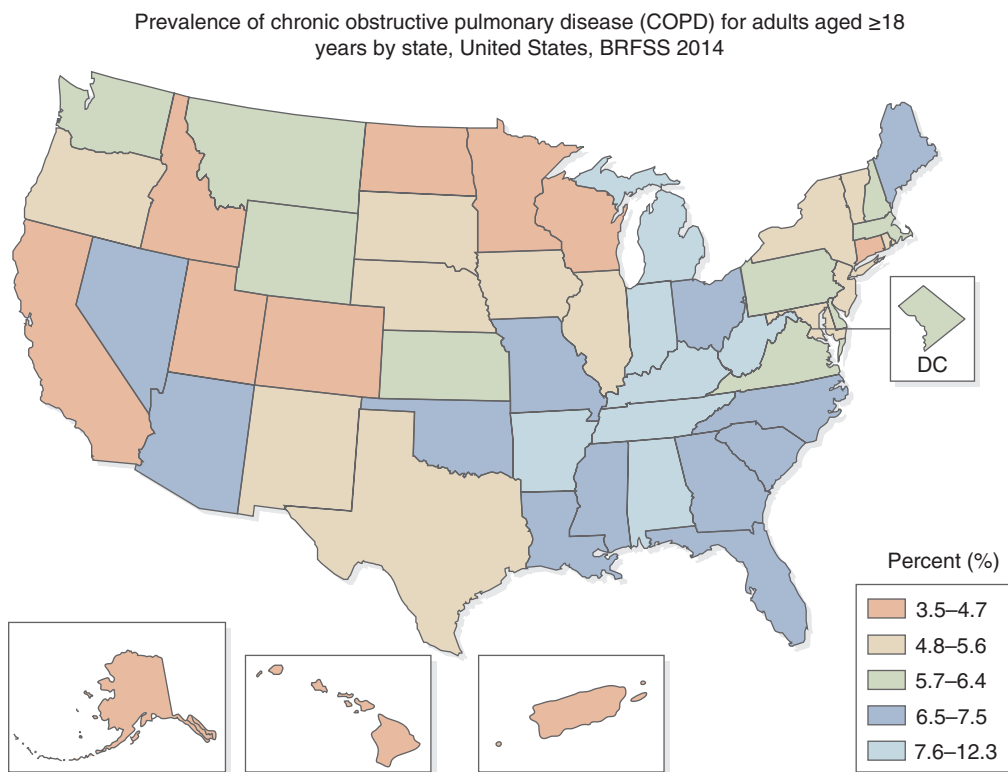 Prevalence of chronic obstructive pulmonary disease (COPD) for adults aged ≥18
years by state, United States, BRFSS 2014
DC
Percent (%)
3.5–4.7
4.8–5.6
5.7–6.4
6.5–7.5
7.6–12.3